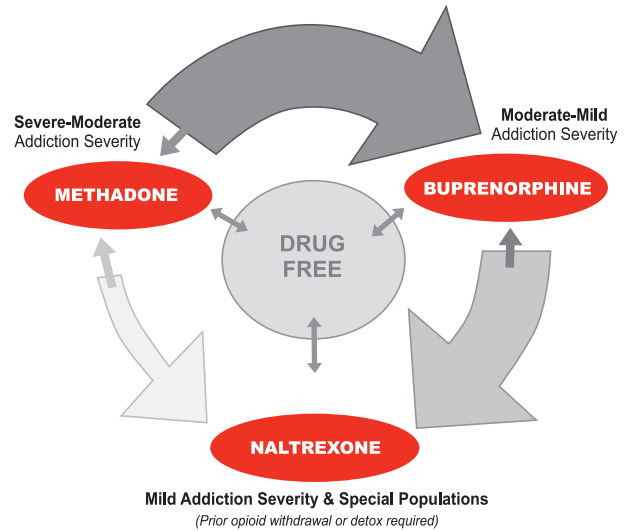 Severe-Moderate
Addiction Severity
METHADONE
Moderate-Mild
Addiction Severity
BUPRENORPHINE
DRUG
FREE
NALTREXONE
Mild Addiction Severity & Special Populations
(Prior opioid withdrawal or detox required)